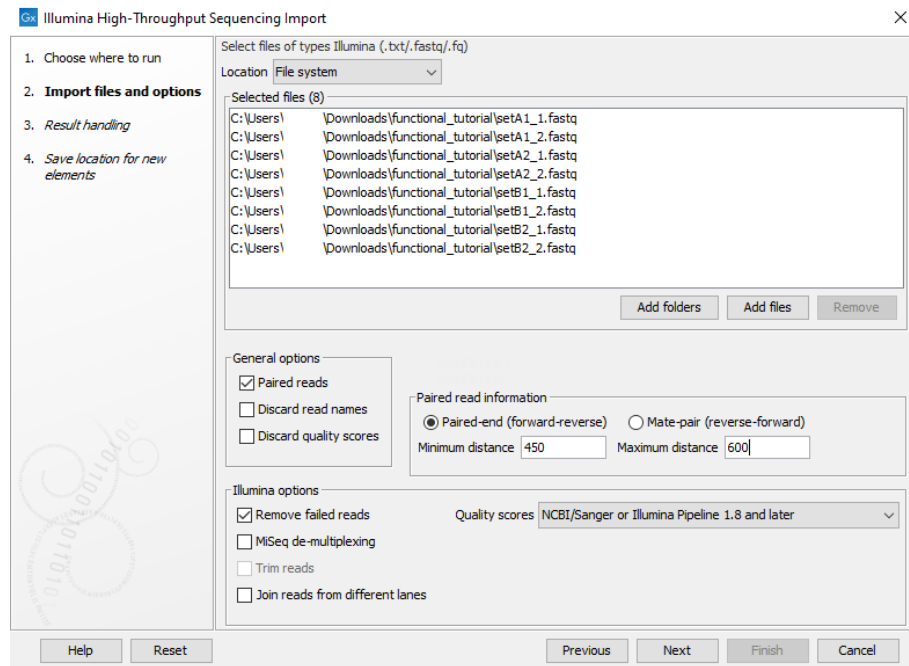 Gx Illumina High-Throughput Sequencing Import
1. Choose where to run
2. Import files and options
3. Result handling
4. Save location for new
elements
Select files of types Illumina (.txt/.fastq/.fq)
Location File system
Selected files (8)
C:\Users\ \Downloads\functional_tutorial\setA1_1.fastq
C:\Users\ \Downloads\functional_tutorial\setA1_2.fastq
C:\Users\ \Downloads\functional_tutorial\setA2_1.fastq
C:\Users\ \Downloads\functional_tutorial\setA2_2.fastq
C:\Users\ \Downloads\functional_tutorial\setB1_1.fastq
C:\Users\ \Downloads\functional_tutorial\setB1_2.fastq
C:\Users\ \Downloads\functional_tutorial\setB2_1.fastq
C:\Users\ \Downloads\functional_tutorial\setB2_2.fastq
Add folders Add files Remove
General options
Paired reads
Discard read names
Discard quality scores
Paired read information
Paired-end (forward-reverse) Mate-pair (reverse-forward)
Minimum distance 450 Maximum distance 600
Illumina options
Remove failed reads Quality scores NCBI/Sanger or Illumina Pipeline 1.8 and later
MiSeq de-multiplexing
Trim reads
Join reads from different lanes
Help Reset Previous Next Finish Cancel